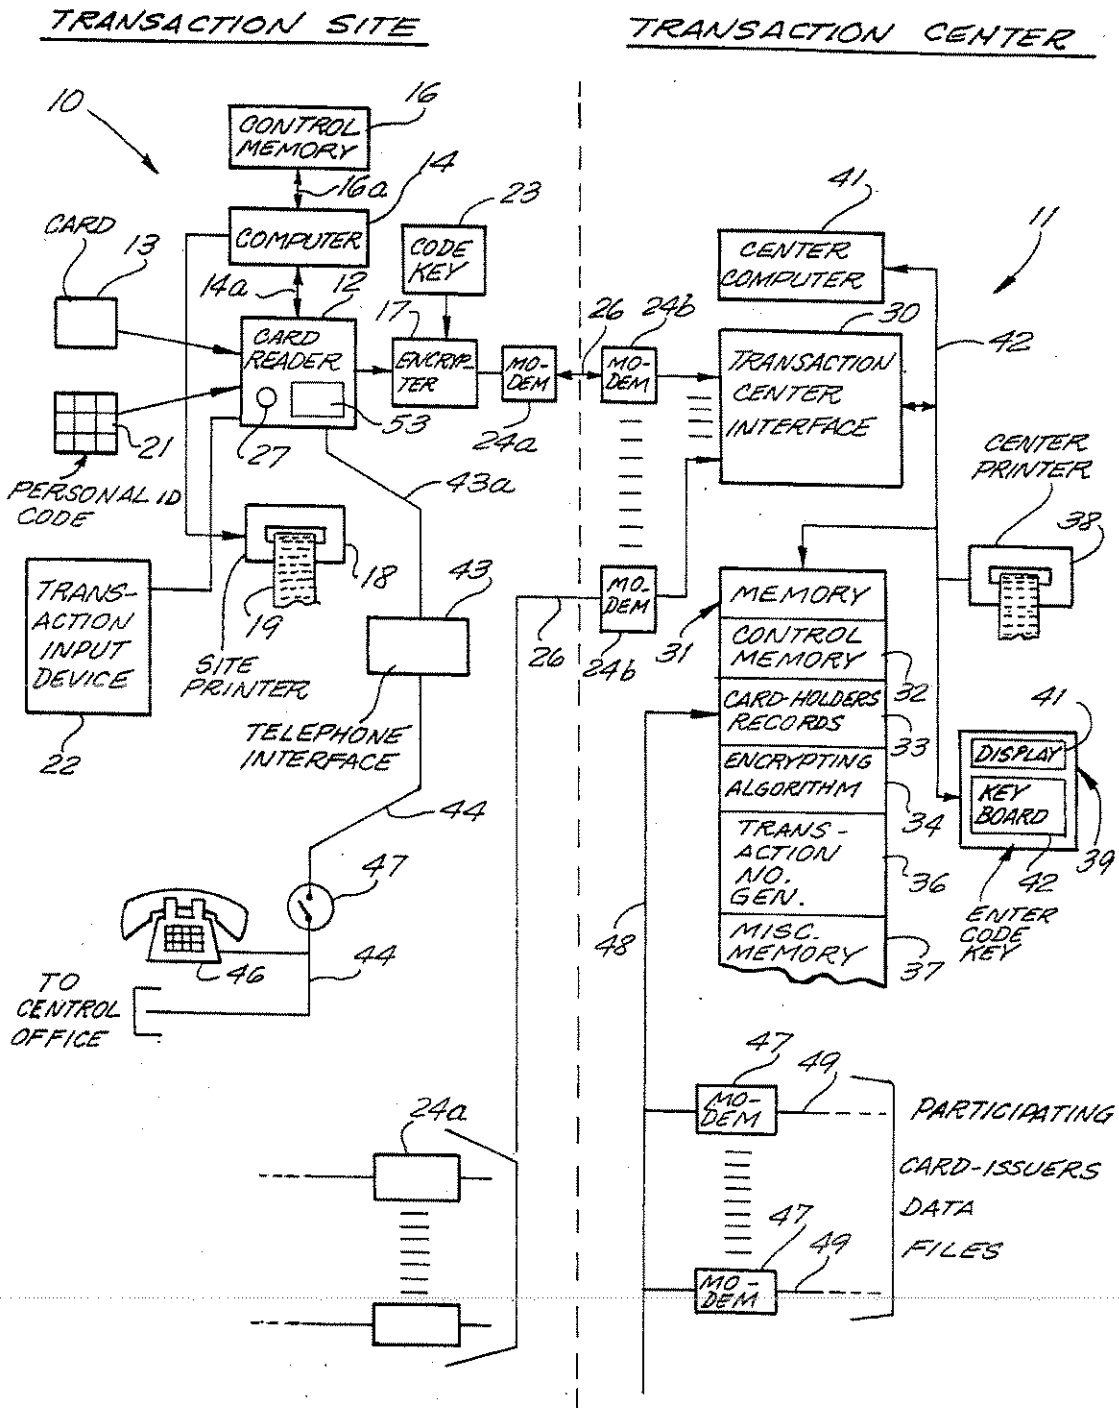 TRANSACTION SITE
TRANSACTION CENTER
10
CONTROL
MEMORY
16
16a
14
COMPUTER
14a
CARD
13
12
CARD
READER
27
53
23
CODE
KEY
17
ENCRYP-
TER
MO-
DEM
24a
26
24b
MO-
DEM
21
PERSONAL ID
CODE
43a
18
19
SITE
PRINTER
TRANS-
ACTION
INPUT
DEVICE
22
43
TELEPHONE
INTERFACE
44
47
46
44
TO
CENTROL
OFFICE
24a
41
CENTER
COMPUTER
11
30
42
TRANSACTION
CENTER
INTERFACE
CENTER
PRINTER
38
MO-
DEM
26
24b
31
MEMORY
CONTROL
MEMORY
32
CARD-HOLDERS
RECORDS
33
ENCRYPTING
ALGORITHM
34
TRANS-
ACTION
NO.
GEN.
36
MISC.
MEMORY
37
41
DISPLAY
KEY
BOARD
42
39
ENTER
CODE
KEY
48
47
MO-
DEM
49
47
MO-
DEM
49
PARTICIPATING
CARD-ISSUERS
DATA
FILES